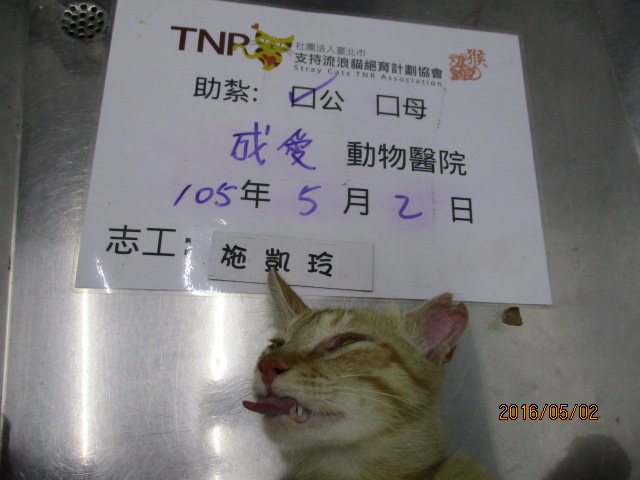 TNR
社團法人臺北市
支持流浪貓絕育計劃協會
Stray Cats TNR Association
猴
助紮: ☑公 □母
成愛 動物醫院
105年 5月 2日
志工: 施凱玲
2016/05/02